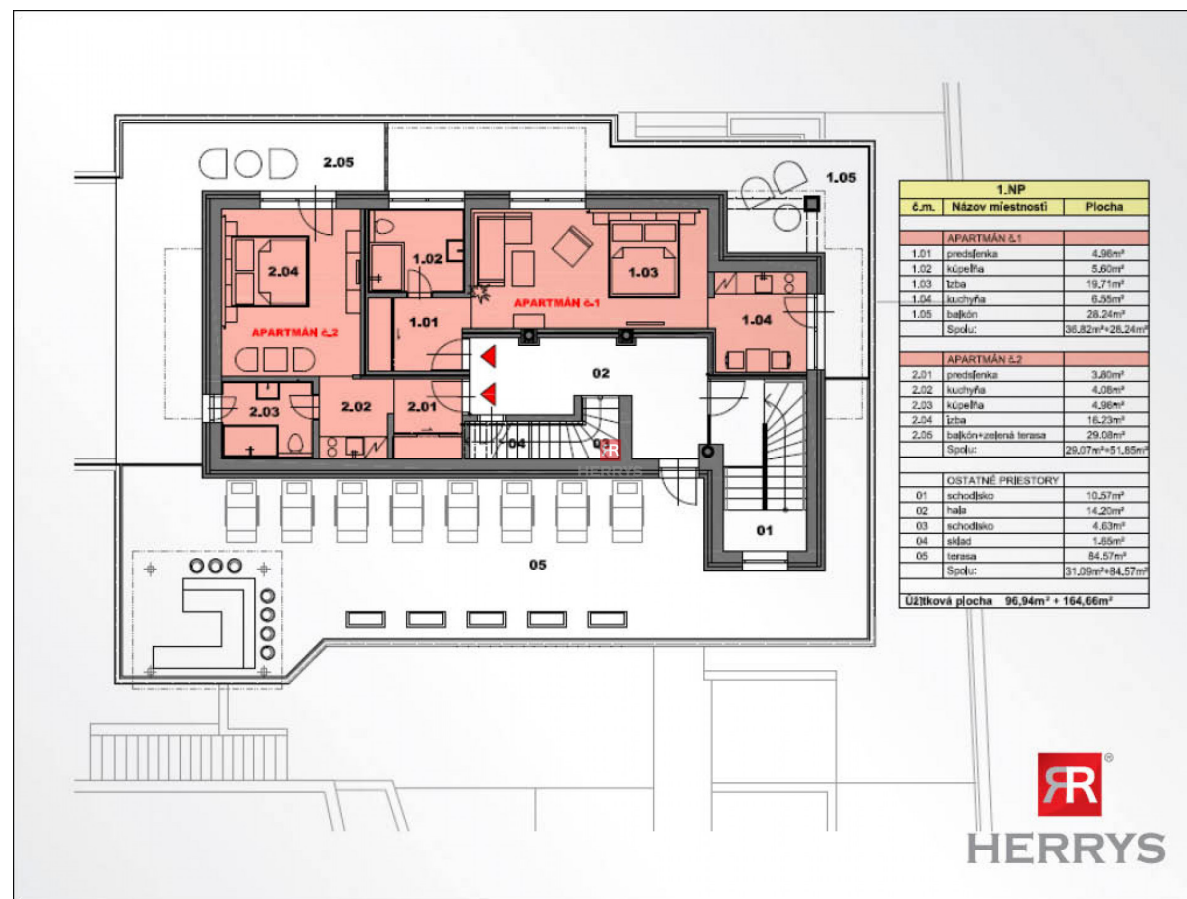 2.05
1.05
2.04
1.02
1.03
APARTMÁN č.1
1.01
1.04
APARTMÁN č.2
02
2.03
2.02
2.01
04
HERRYS
01
05
1.NP
č.m. Názov miestnosti Plocha
APARTMÁN č.1
1.01 predsienka 4.96m²
1.02 kúpeľňa 5.60m²
1.03 izba 19.71m²
1.04 kuchyňa 6.55m²
1.05 balkón 28.24m²
Spolu: 36.82m²+28.24m²
APARTMÁN č.2
2.01 predsienka 3.80m²
2.02 kuchyňa 4.08m²
2.03 kúpeľňa 4.96m²
2.04 izba 16.23m²
2.05 balkón+zelená terasa 29.08m²
Spolu: 29.07m²+51.85m²
OSTATNÉ PRIESTORY
01 schodisko 10.57m²
02 hala 14.20m²
03 schodisko 4.63m²
04 sklad 1.65m²
05 terasa 84.57m²
Spolu: 31.09m²+84.57m²
Úžitková plocha 96,94m² + 164,66m²
R ®
HERRYS